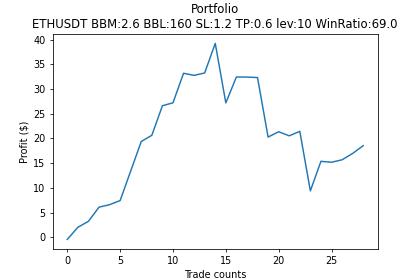 Portfolio
ETHUSDT BBM:2.6 BBL:160 SL:1.2 TP:0.6 lev:10 WinRatio:69.0
40
35
30
25
20
15
10
5
0
Profit ($)
0 5 10 15 20 25
Trade counts